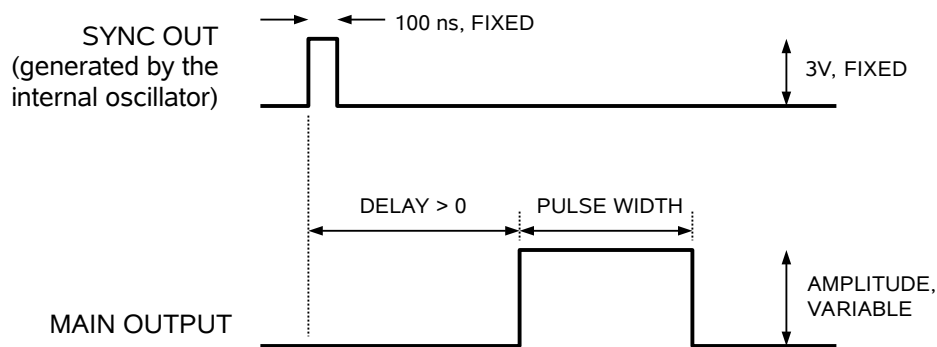 SYNC OUT
(generated by the
internal oscillator)
100 ns, FIXED
3V, FIXED
DELAY > 0
PULSE WIDTH
AMPLITUDE,
VARIABLE
MAIN OUTPUT